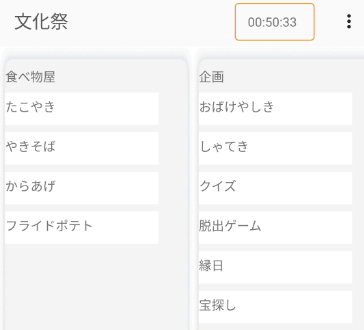 文化祭
00:50:33
食べ物屋
たこやき
やきそば
からあげ
フライドポテト
企画
おばけやしき
しゃてき
クイズ
脱出ゲーム
縁日
宝探し